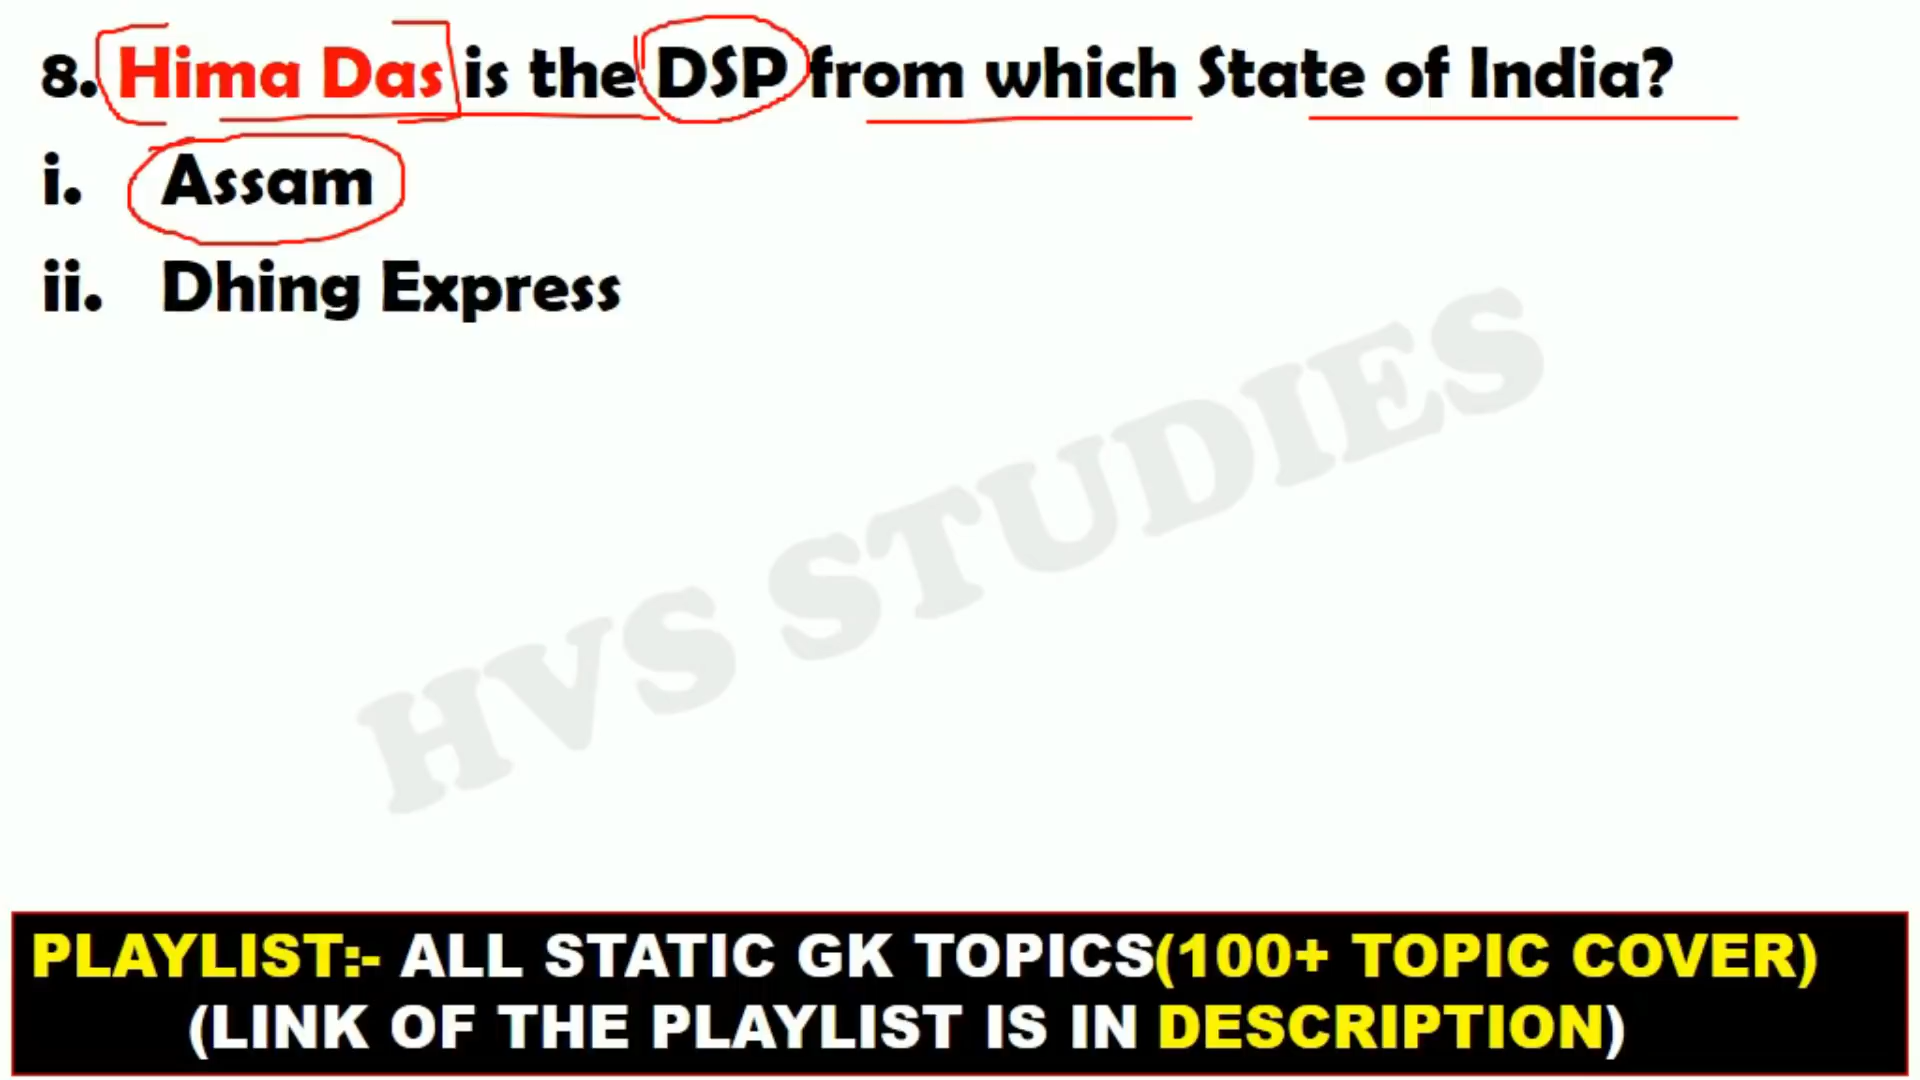 8. Hima Das is the DSP from which State of India?
i. Assam
ii. Dhing Express
HVS STUDIES
PLAYLIST:- ALL STATIC GK TOPICS(100+ TOPIC COVER)
(LINK OF THE PLAYLIST IS IN DESCRIPTION)